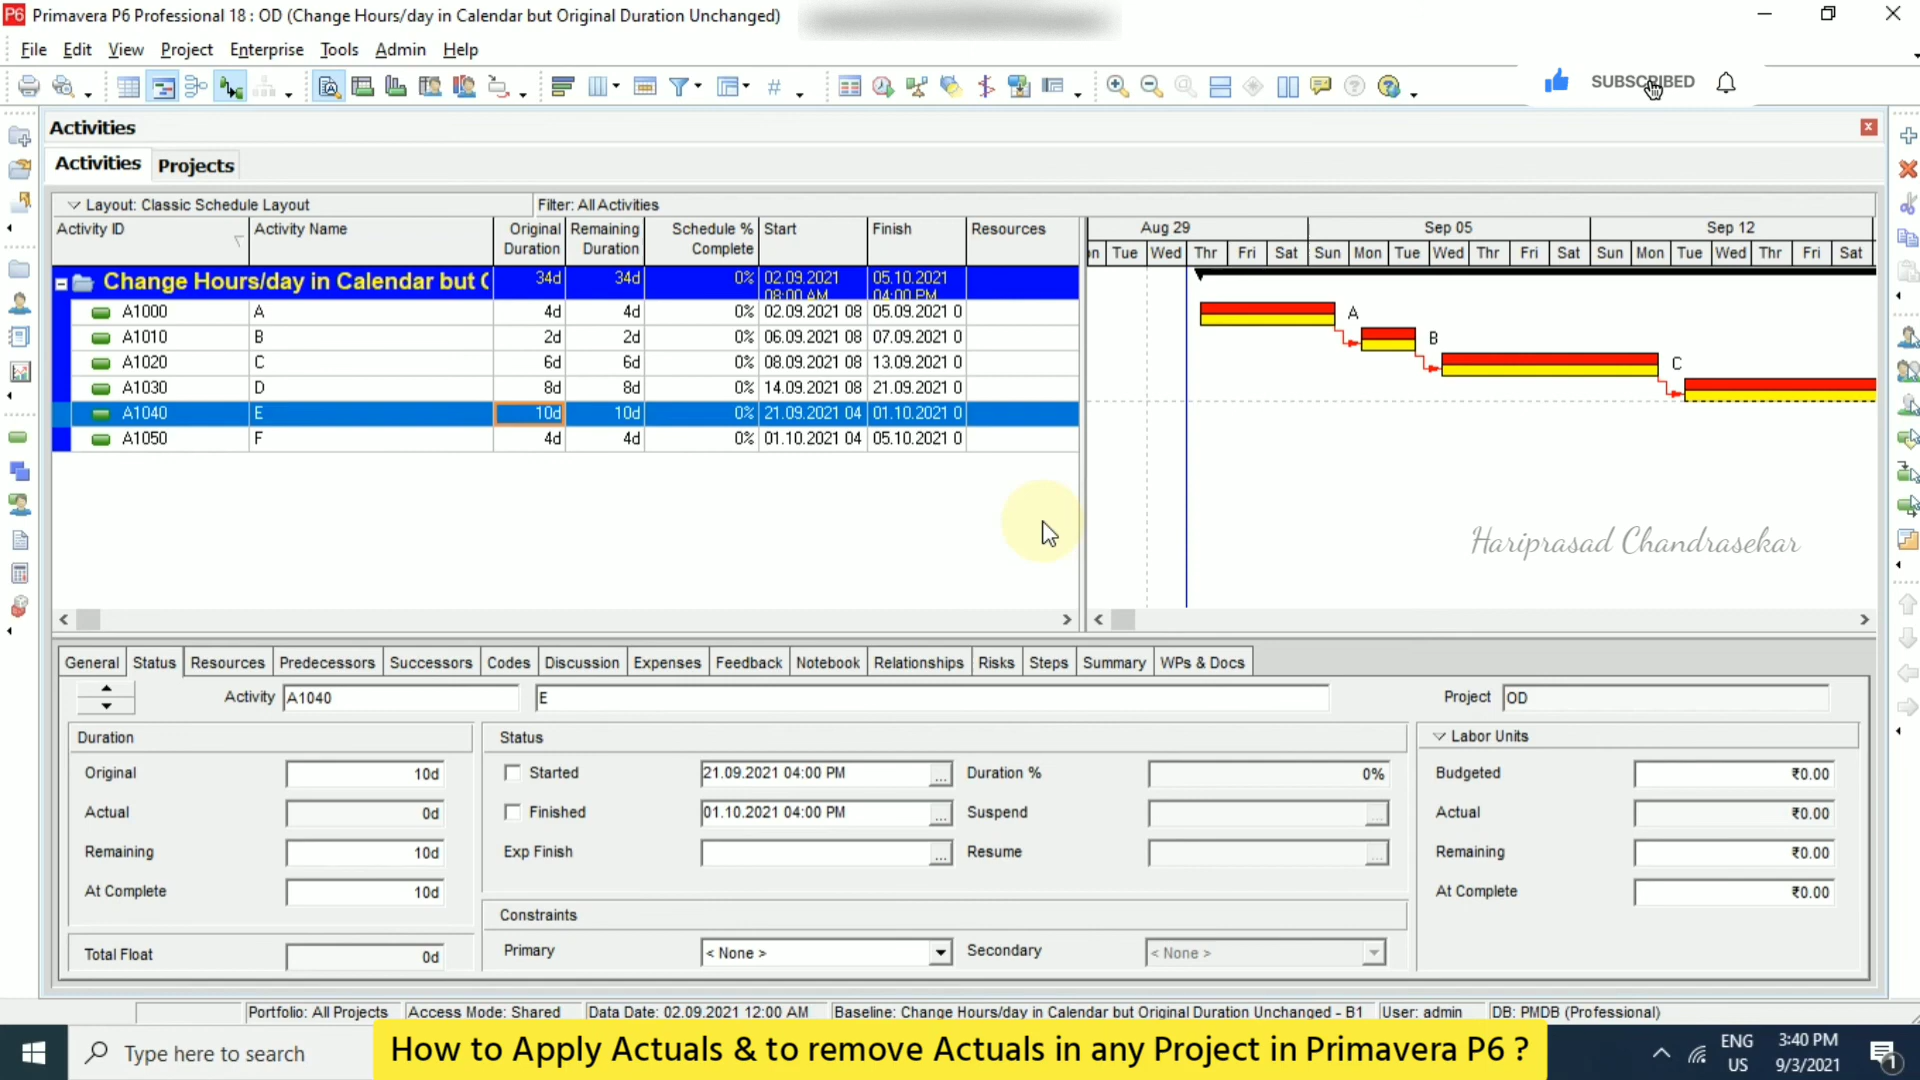 P6 Primavera P6 Professional 18 : OD (Change Hours/day in Calendar but Original Duration Unchanged)
File Edit View Project Enterprise Tools Admin Help
SUBSCRIBED
Activities
Activities Projects
Layout: Classic Schedule Layout Filter: All Activities
Activity ID Activity Name Original Duration Remaining Duration Schedule % Complete Start Finish Resources
Aug 29 Sep 05 Sep 12
Tue Wed Thr Fri Sat Sun Mon Tue Wed Thr Fri Sat Sun Mon Tue Wed Thr Fri Sat
Change Hours/day in Calendar but 34d 34d 0% 02.09.2021 08:00 AM 05.10.2021 04:00 PM
A1000 A 4d 4d 0% 02.09.2021 08 05.09.2021 0 A
A1010 B 2d 2d 0% 06.09.2021 08 07.09.2021 0 B
A1020 C 6d 6d 0% 08.09.2021 08 13.09.2021 0 C
A1030 D 8d 8d 0% 14.09.2021 08 21.09.2021 0
A1040 E 10d 10d 0% 21.09.2021 04 01.10.2021 0
A1050 F 4d 4d 0% 01.10.2021 04 05.10.2021 0
Hariprasad Chandrasekar
General Status Resources Predecessors Successors Codes Discussion Expenses Feedback Notebook Relationships Risks Steps Summary WPs & Docs
Activity A1040 E Project OD
Duration Status Labor Units
Original 10d Started 21.09.2021 04:00 PM ... Duration % 0% Budgeted ₹0.00
Actual 0d Finished 01.10.2021 04:00 PM ... Suspend ... Actual ₹0.00
Remaining 10d Exp Finish ... Resume ... Remaining ₹0.00
At Complete 10d At Complete ₹0.00
Constraints
Total Float 0d Primary < None > Secondary < None >
Portfolio: All Projects Access Mode: Shared Data Date: 02.09.2021 12:00 AM Baseline: Change Hours/day in Calendar but Original Duration Unchanged - B1 User: admin DB: PMDB (Professional)
Type here to search
How to Apply Actuals & to remove Actuals in any Project in Primavera P6 ?
ENG US
3:40 PM
9/3/2021
1